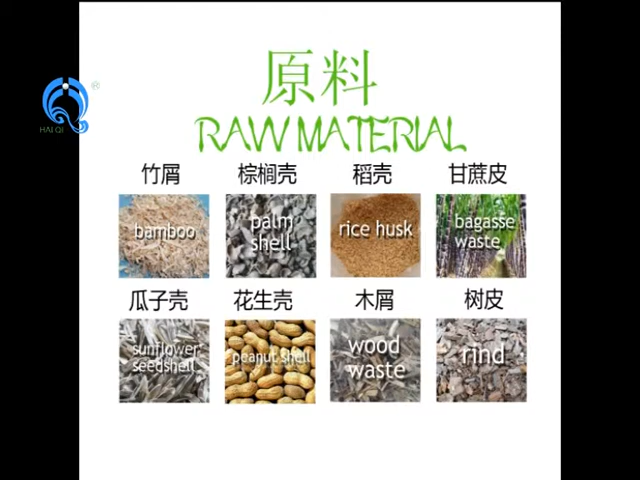 原料
RAW MATERIAL
HAI QI
®
竹屑 棕榈壳 稻壳 甘蔗皮
bamboo
palm
shell
rice husk
bagasse
waste
瓜子壳 花生壳 木屑 树皮
sunflower
seedshell
peanut shell
wood
waste
rind